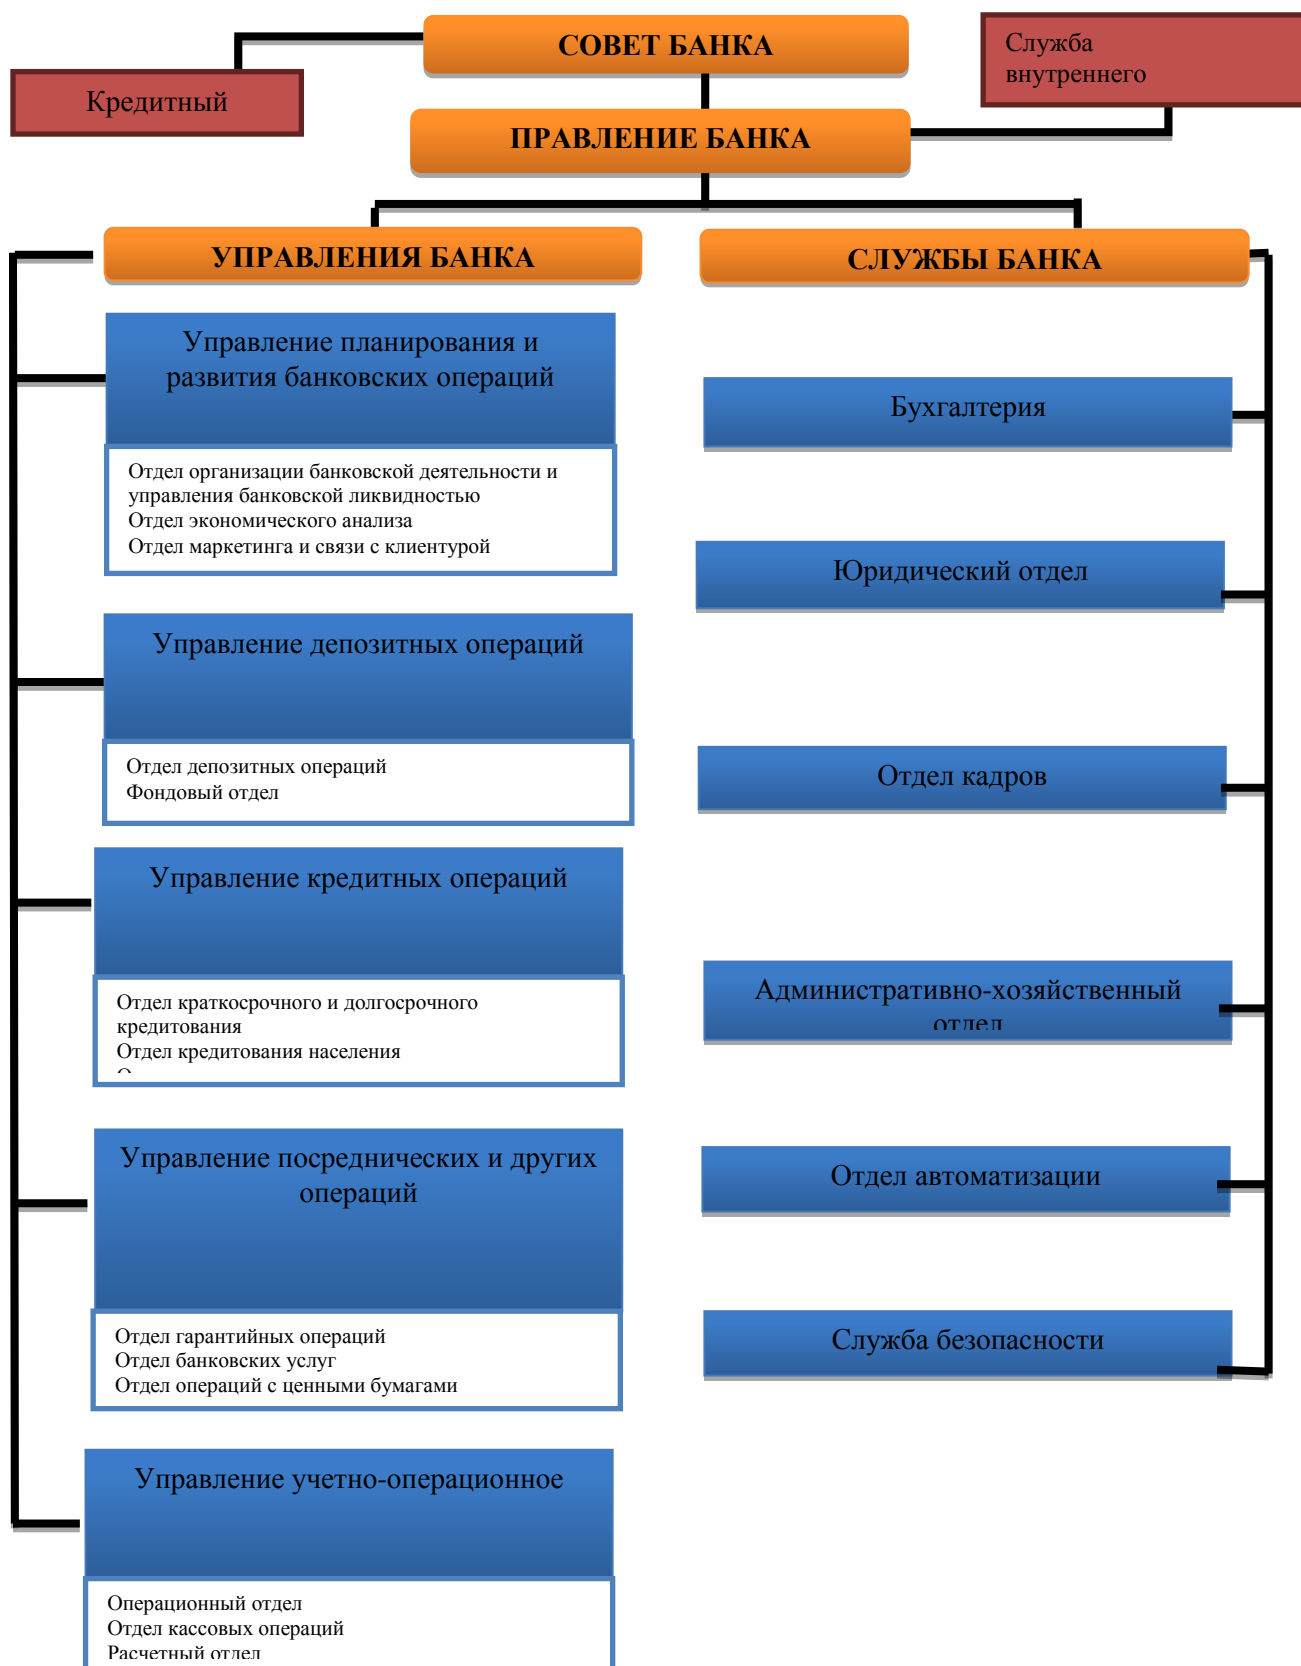 СОВЕТ БАНКА
Служба
внутреннего
Кредитный
ПРАВЛЕНИЕ БАНКА
УПРАВЛЕНИЯ БАНКА
Управление планирования и
развития банковских операций
Отдел организации банковской деятельности и
управления банковской ликвидностью
Отдел экономического анализа
Отдел маркетинга и связи с клиентурой
Управление депозитных операций
Отдел депозитных операций
Фондовый отдел
Управление кредитных операций
Отдел краткосрочного и долгосрочного
кредитования
Отдел кредитования населения
Управление посреднических и других
операций
Отдел гарантийных операций
Отдел банковских услуг
Отдел операций с ценными бумагами
Управление учетно-операционное
Операционный отдел
Отдел кассовых операций
Расчетный отдел
СЛУЖБЫ БАНКА
Бухгалтерия
Юридический отдел
Отдел кадров
Административно-хозяйственный
отдел
Отдел автоматизации
Служба безопасности